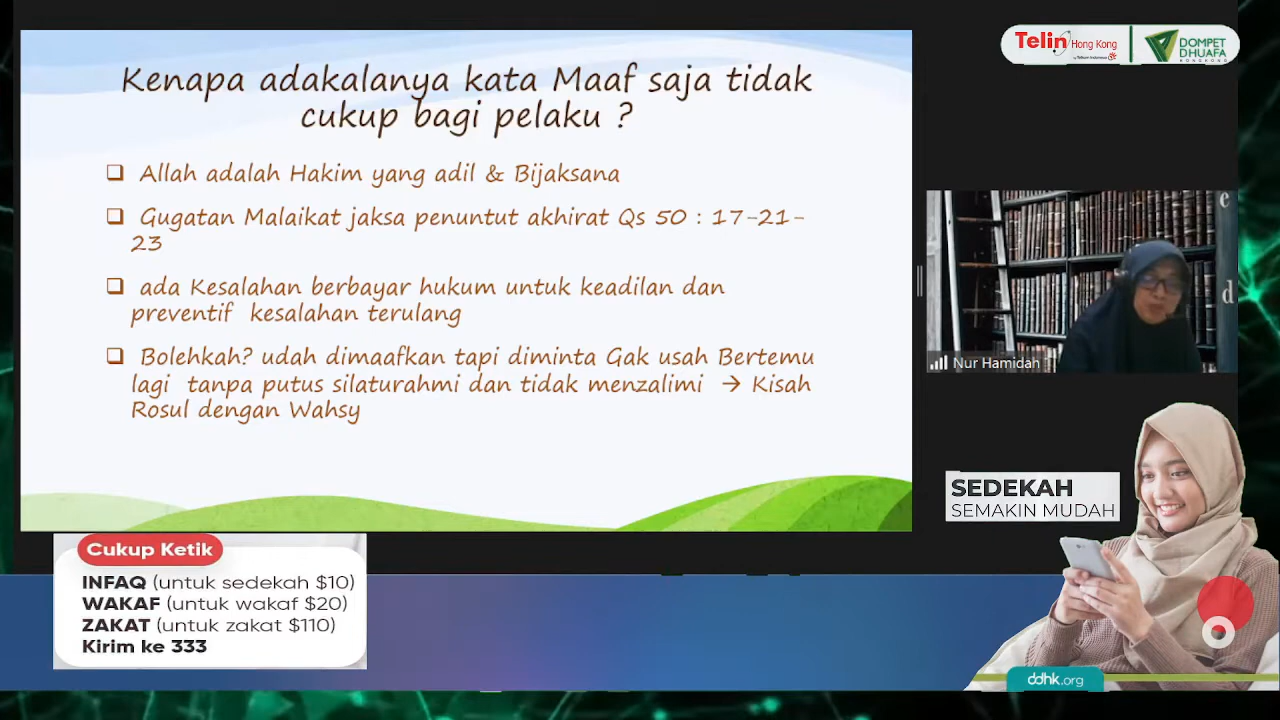 Telin Hong Kong
by Telkom Indonesia
DOMPET
DHUAFA
HONGKONG
Kenapa adakalanya kata Maaf saja tidak
cukup bagi pelaku ?
❑ Allah adalah Hakim yang adil & Bijaksana
❑ Gugatan Malaikat jaksa penuntut akhirat Qs 50 : 17-21-
23
❑ ada Kesalahan berbayar hukum untuk keadilan dan
preventif kesalahan terulang
❑ Bolehkah? udah dimaafkan tapi diminta Gak usah Bertemu
lagi tanpa putus silaturahmi dan tidak menzalimi → Kisah
Rosul dengan Wahsy
e
d
Nur Hamidah
SEDEKAH
SEMAKIN MUDAH
Cukup Ketik
INFAQ (untuk sedekah $10)
WAKAF (untuk wakaf $20)
ZAKAT (untuk zakat $110)
Kirim ke 333
ddhk.org